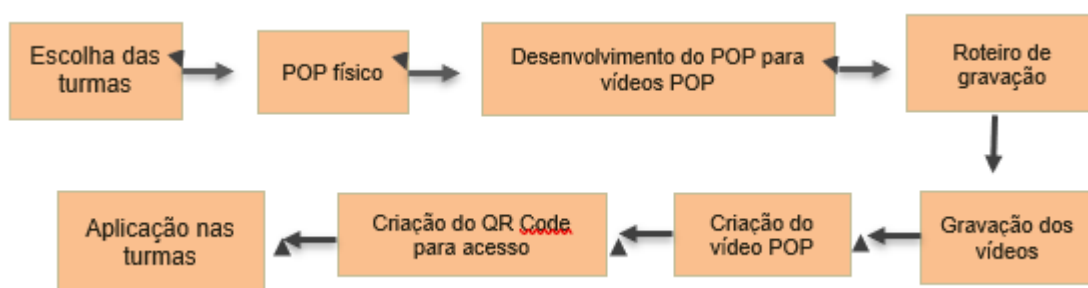 Escolha das
turmas
POP físico
Desenvolvimento do POP para
vídeos POP
Roteiro de
gravação
Gravação dos
vídeos
Criação do
vídeo POP
Criação do QR Code
para acesso
Aplicação nas
turmas